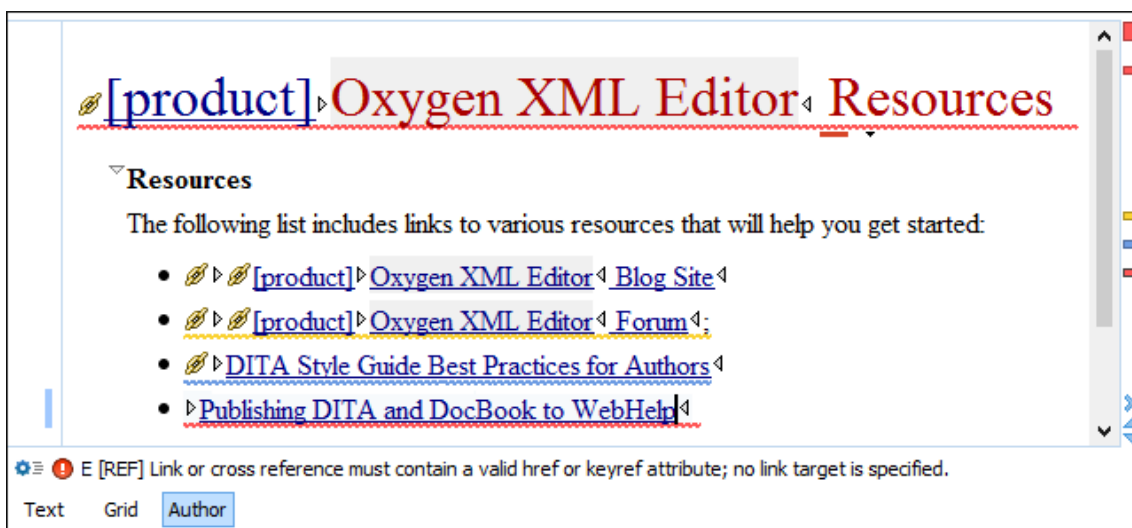 [product] Oxygen XML Editor Resources
Resources
The following list includes links to various resources that will help you get started:
[product] Oxygen XML Editor Blog Site
[product] Oxygen XML Editor Forum;
DITA Style Guide Best Practices for Authors
Publishing DITA and DocBook to WebHelp
E [REF] Link or cross reference must contain a valid href or keyref attribute; no link target is specified.
Text Grid Author